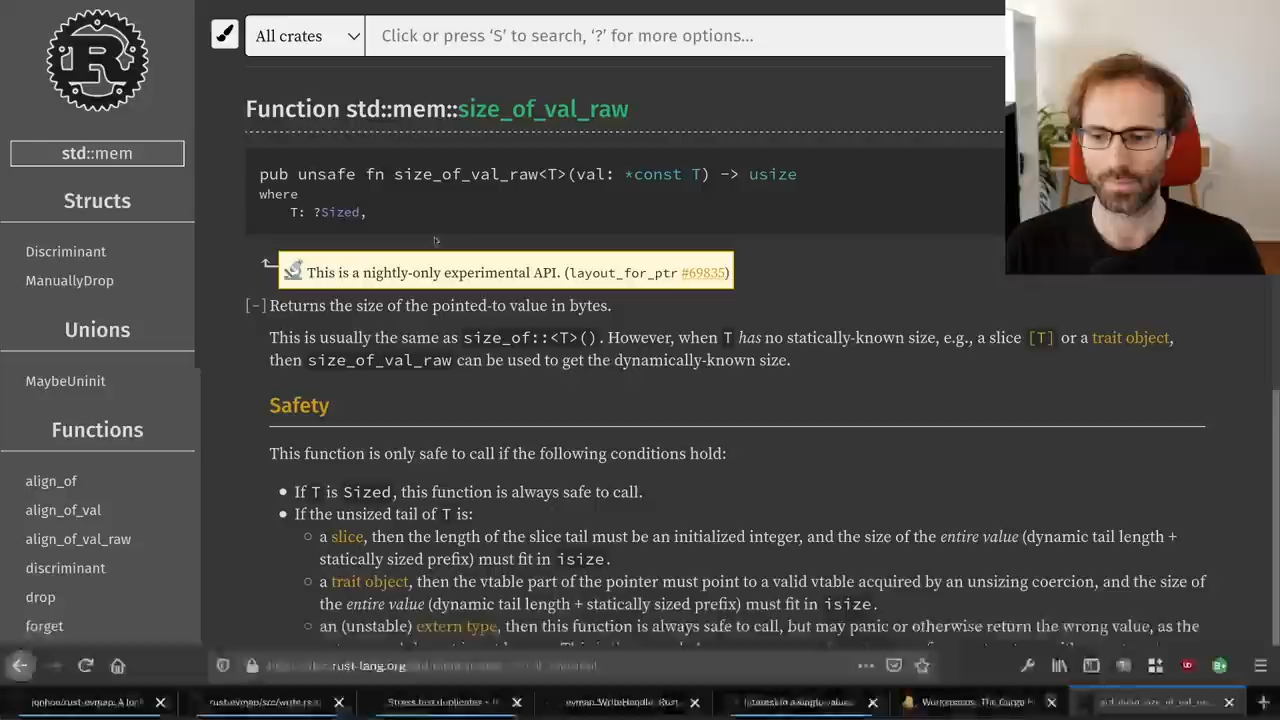 All crates
Click or press ‘S’ to search, ‘?’ for more options…
std::mem
Structs
Discriminant
ManuallyDrop
Unions
MaybeUninit
Functions
align_of
align_of_val
align_of_val_raw
discriminant
drop
forget
Function std::mem::size_of_val_raw
pub unsafe fn size_of_val_raw<T>(val: *const T) -> usize
where
T: ?Sized,
This is a nightly-only experimental API. (layout_for_ptr #69835)
[-] Returns the size of the pointed-to value in bytes.
This is usually the same as size_of::<T>(). However, when T has no statically-known size, e.g., a slice [T] or a trait object,
then size_of_val_raw can be used to get the dynamically-known size.
Safety
This function is only safe to call if the following conditions hold:
• If T is Sized, this function is always safe to call.
• If the unsized tail of T is:
○ a slice, then the length of the slice tail must be an initialized integer, and the size of the entire value (dynamic tail length +
statically sized prefix) must fit in isize.
○ a trait object, then the vtable part of the pointer must point to a valid vtable acquired by an unsizing coercion, and the size of
the entire value (dynamic tail length + statically sized prefix) must fit in isize.
○ an (unstable) extern type, then this function is always safe to call, but may panic or otherwise return the wrong value, as the
rust-lang.org